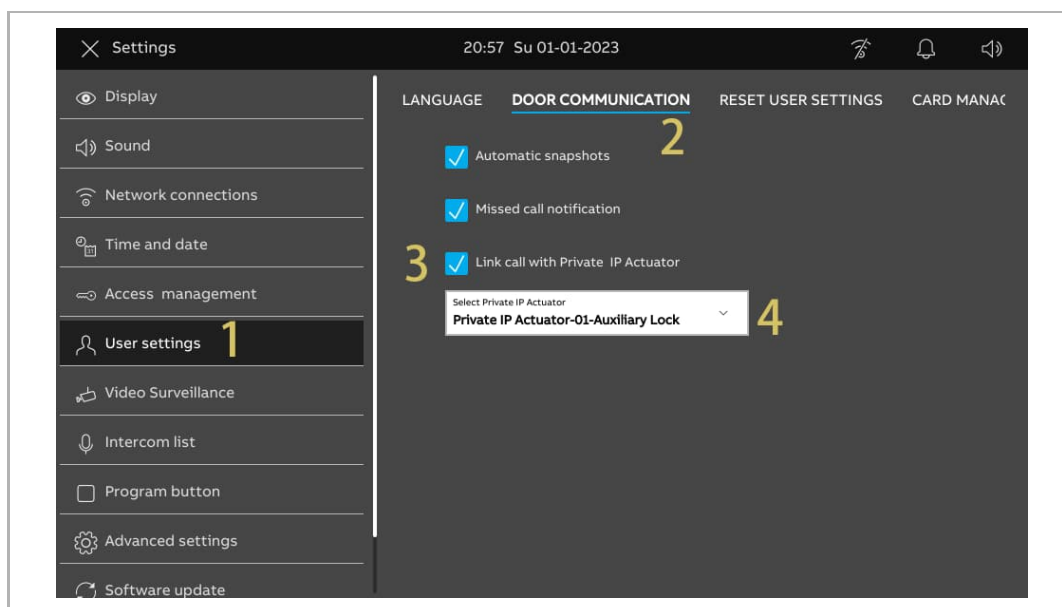 Settings
20:57 Su 01-01-2023
Display
Sound
Network connections
Time and date
Access management
User settings
1
Video Surveillance
Intercom list
Program button
Advanced settings
Software update
LANGUAGE DOOR COMMUNICATION RESET USER SETTINGS CARD MANA
2
Automatic snapshots
Missed call notification
3
Link call with Private IP Actuator
Select Private IP Actuator
Private IP Actuator-01-Auxiliary Lock
4